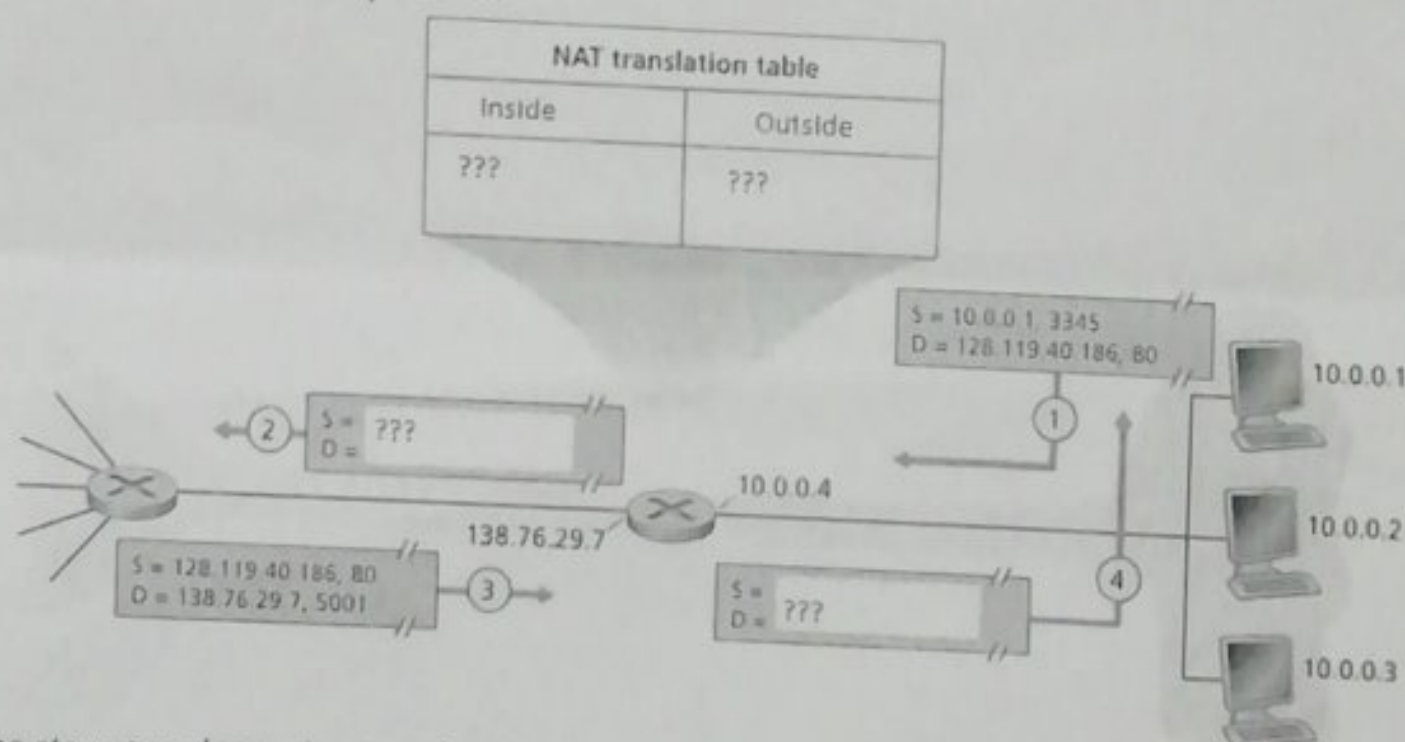 NAT translation table
Inside Outside
??? ???
S = 10.0.0.1, 3345
D = 128.119.40.186, 80
10.0.0.1
1
2
S = ???
D =
10.0.0.4
138.76.29.7
10.0.0.2
S = 128.119.40.186, 80
D = 138.76.29.7, 5001
3
S =
D = ???
4
10.0.0.3